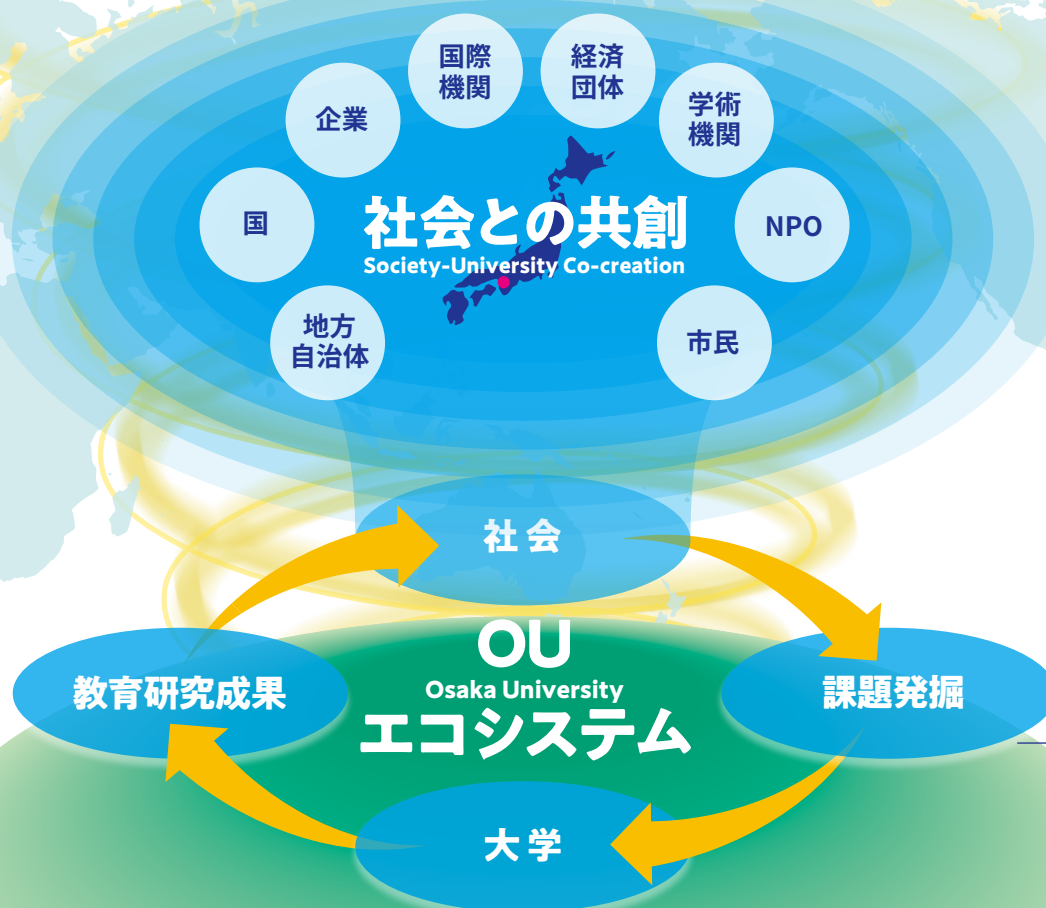 国際
機関
経済
団体
企業
学術
機関
国
社会との共創
Society-University Co-creation
NPO
地方
自治体
市民
社会
OU
Osaka University
エコシステム
教育研究成果
課題発掘
大学